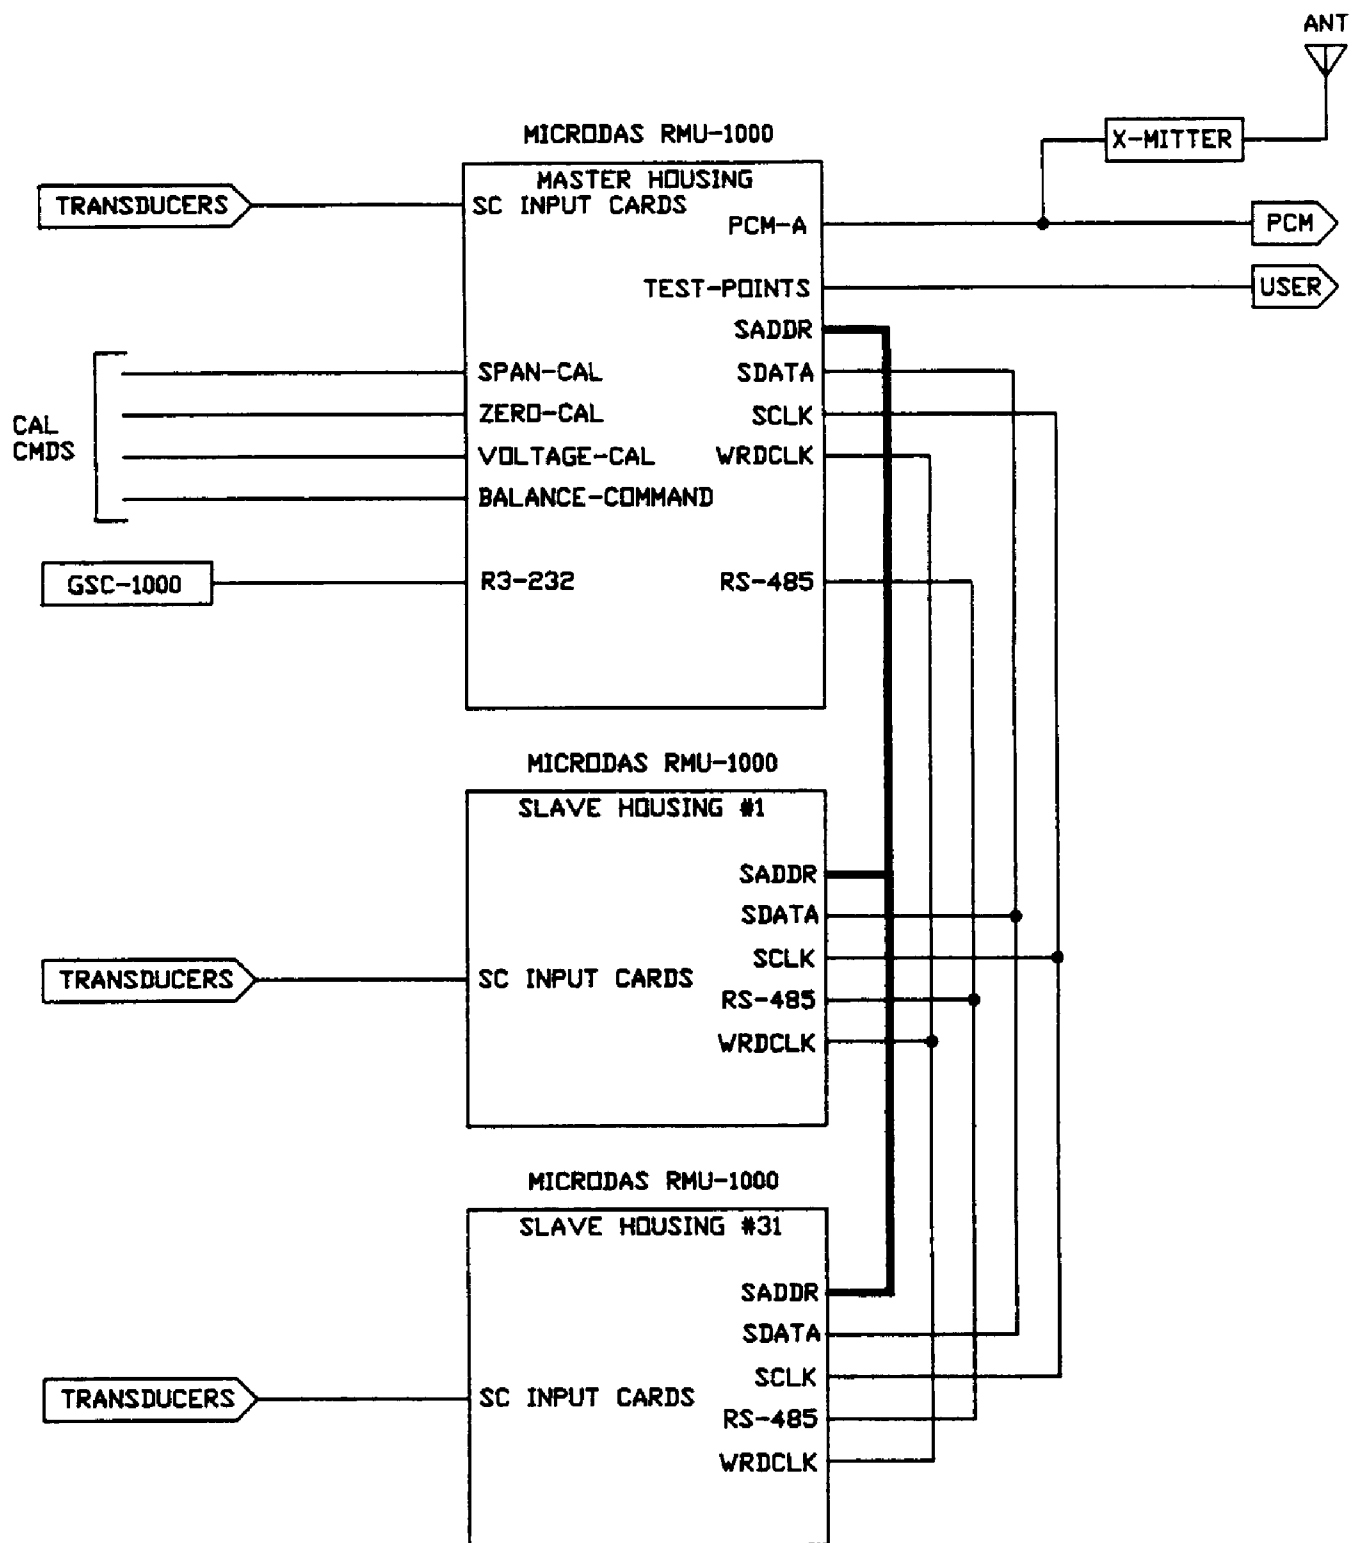 ANT
MICRODAS RMU-1000
X-MITTER
MASTER HOUSING
TRANSDUCERS
SC INPUT CARDS
PCM-A
PCM
TEST-POINTS
USER
SADDR
SPAN-CAL
SDATA
CAL
CMDS
ZERO-CAL
SCLK
VOLTAGE-CAL
WRDCLK
BALANCE-COMMAND
GSC-1000
R3-232
RS-485
MICRODAS RMU-1000
SLAVE HOUSING #1
SADDR
SDATA
SCLK
TRANSDUCERS
SC INPUT CARDS
RS-485
WRDCLK
MICRODAS RMU-1000
SLAVE HOUSING #31
SADDR
SDATA
SCLK
TRANSDUCERS
SC INPUT CARDS
RS-485
WRDCLK